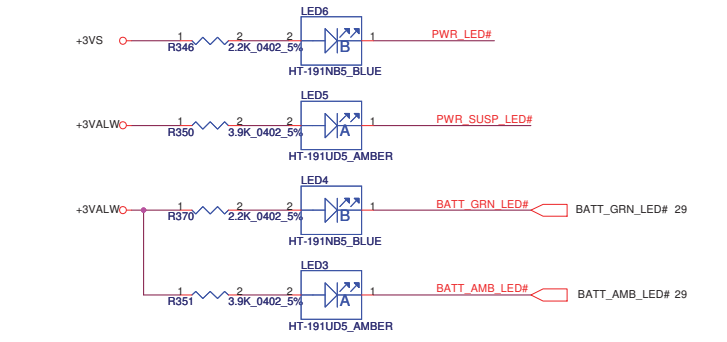 LED6
+3VS 1 2 2 1 PWR_LED#
R346 2.2K_0402_5% B
HT-191NB5_BLUE
LED5
+3VALW 1 2 2 1 PWR_SUSP_LED#
R350 3.9K_0402_5% A
HT-191UD5_AMBER
LED4
+3VALW 1 2 2 1 BATT_GRN_LED# BATT_GRN_LED# 29
R370 2.2K_0402_5% B
HT-191NB5_BLUE
LED3
1 2 2 1 BATT_AMB_LED# BATT_AMB_LED# 29
R351 3.9K_0402_5% A
HT-191UD5_AMBER